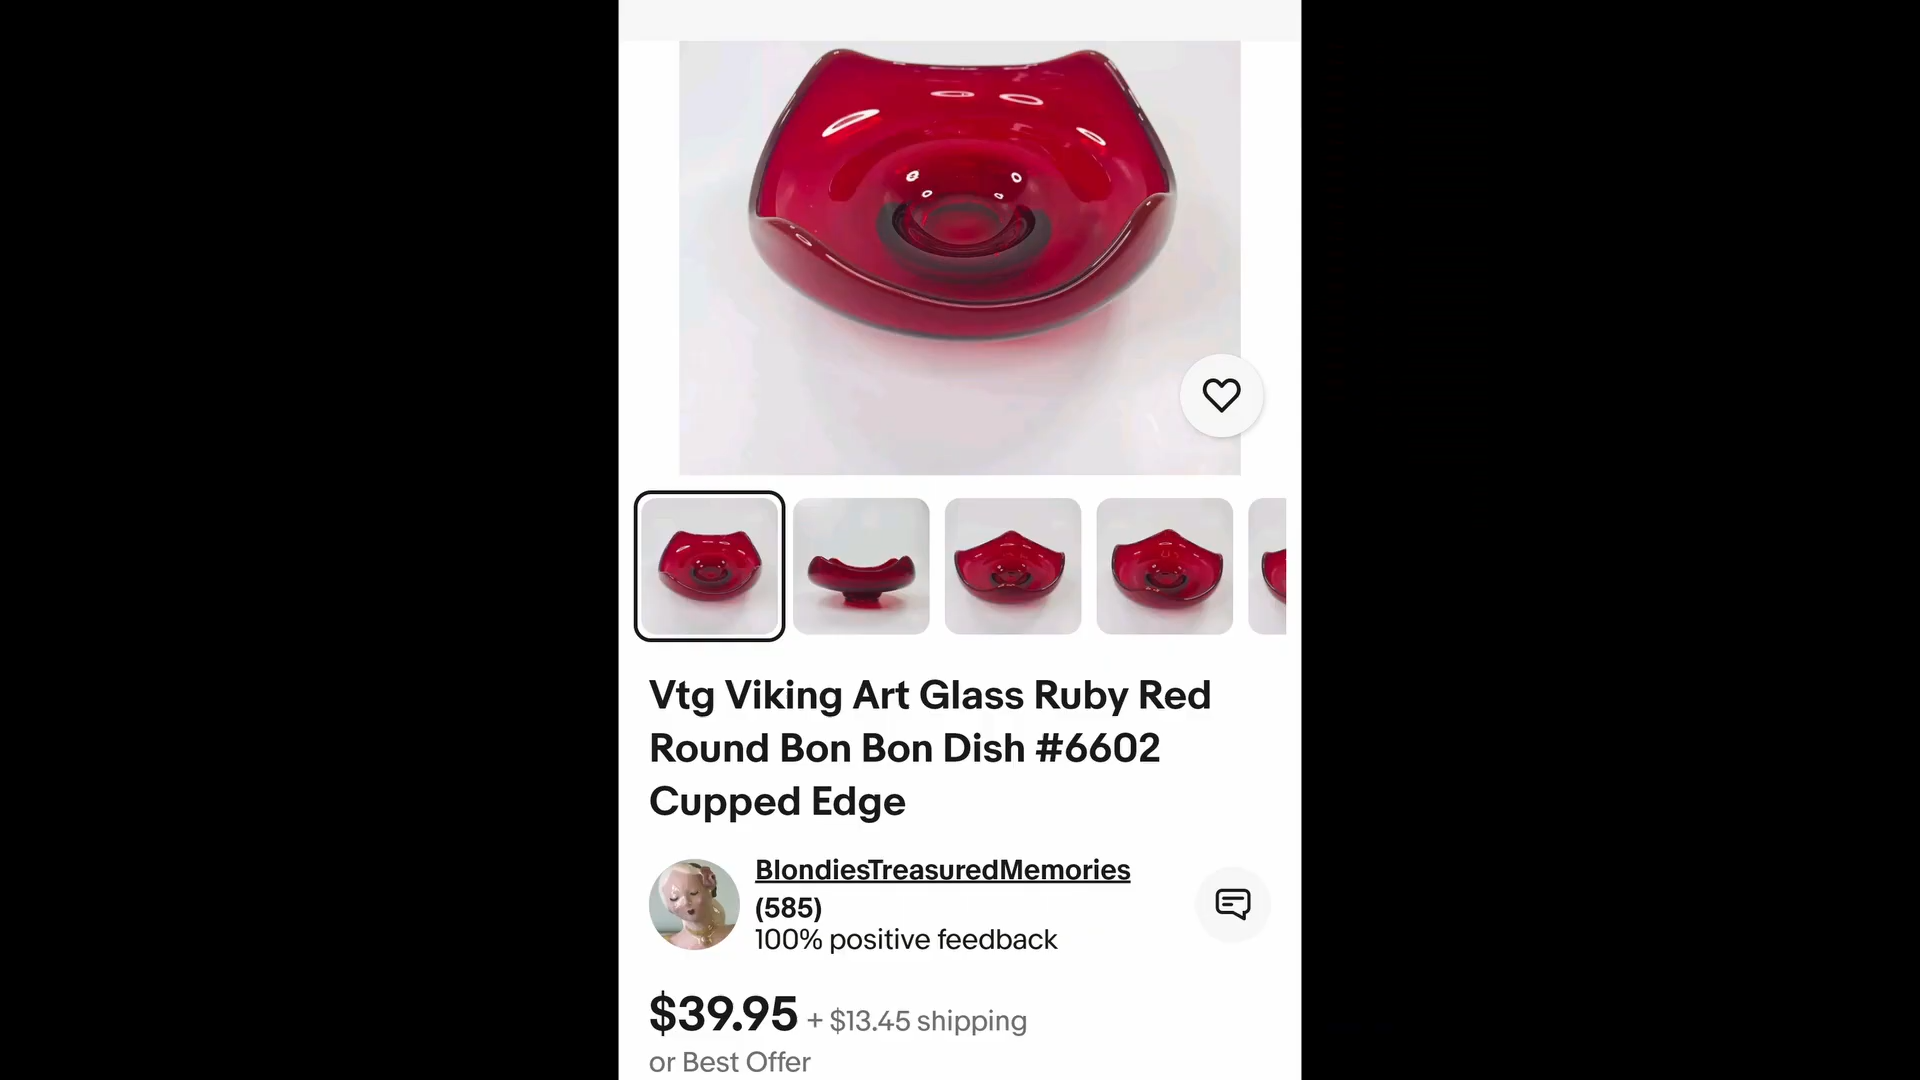 Vtg Viking Art Glass Ruby Red
Round Bon Bon Dish #6602
Cupped Edge
BlondiesTreasuredMemories
(585)
100% positive feedback
$39.95 + $13.45 shipping
or Best Offer